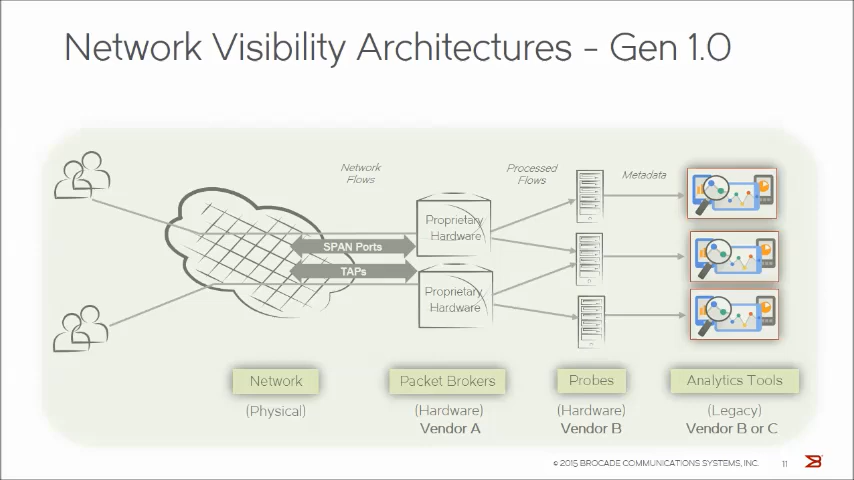 Network Visibility Architectures - Gen 1.0
Network
Flows
Processed
Flows
Metadata
Proprietary
Hardware
SPAN Ports
TAPs
Proprietary
Hardware
Network
Packet Brokers
Probes
Analytics Tools
(Physical)
(Hardware)
(Hardware)
(Legacy)
Vendor A
Vendor B
Vendor B or C
© 2015 BROCADE COMMUNICATIONS SYSTEMS, INC.
11